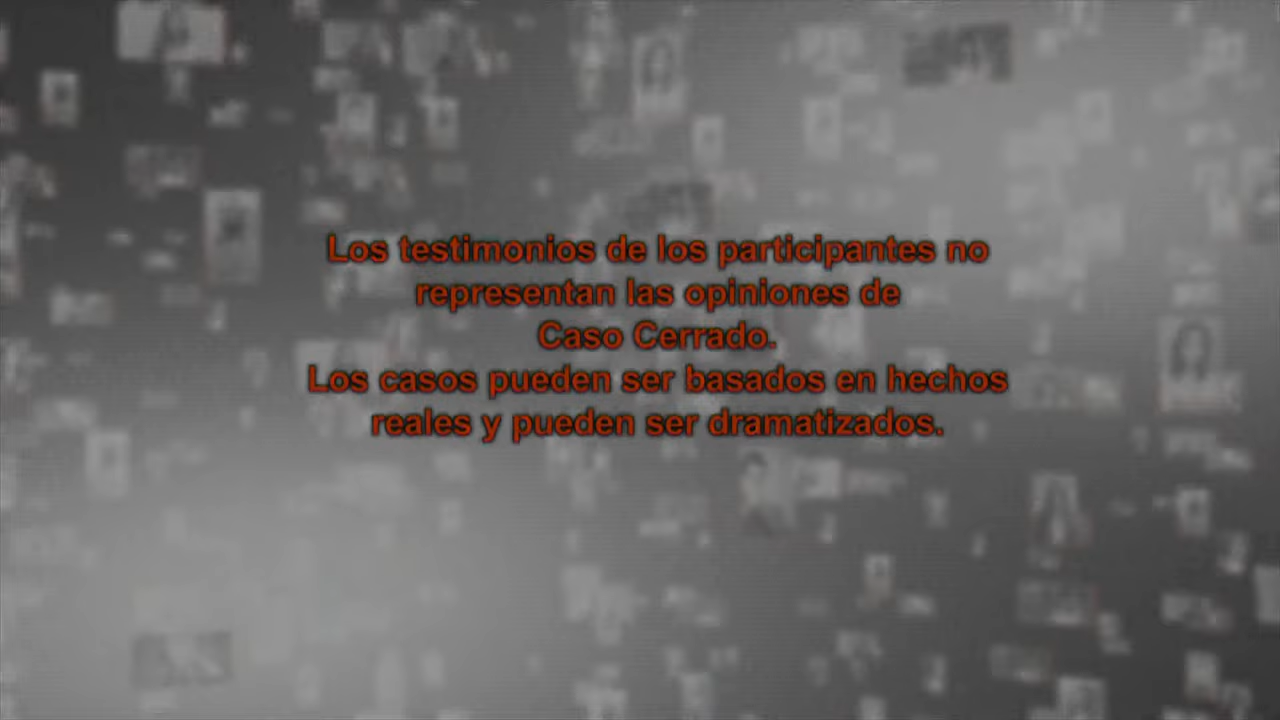 Los testimonios de los participantes no
representan las opiniones de
Caso Cerrado.
Los casos pueden ser basados en hechos
reales y pueden ser dramatizados.